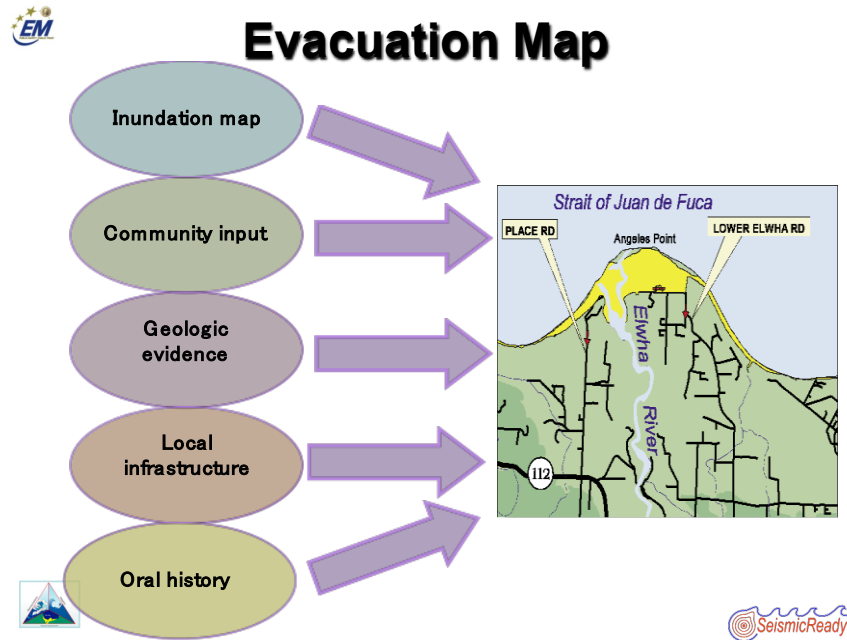 EM
Evacuation Map
Inundation map
Community input
Geologic
evidence
Local
infrastructure
Oral history
Strait of Juan de Fuca
PLACE RD
Angeles Point
LOWER ELWHA RD
Elwha
River
112
SeismicReady